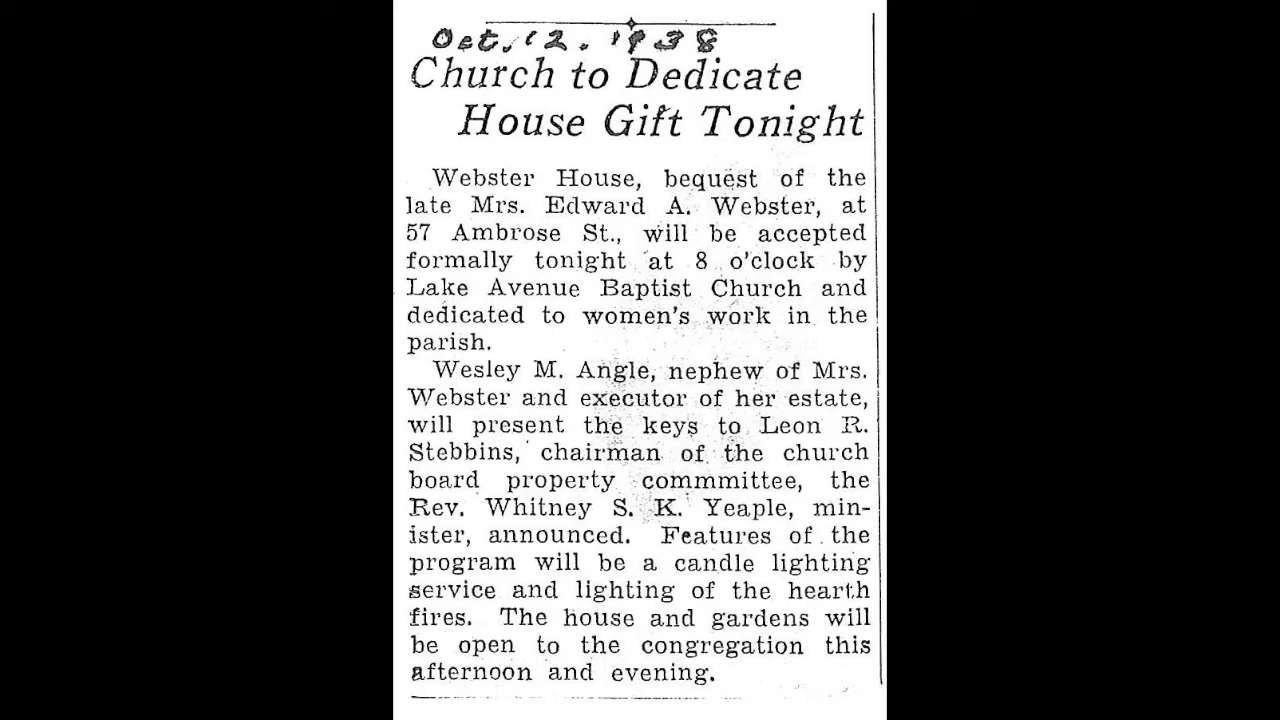 Oct. 12. 1938
Church to Dedicate
House Gift Tonight
Webster House, bequest of the
late Mrs. Edward A. Webster, at
57 Ambrose St., will be accepted
formally tonight at 8 o'clock by
Lake Avenue Baptist Church and
dedicated to women's work in the
parish.
Wesley M. Angle, nephew of Mrs.
Webster and executor of her estate,
will present the keys to Leon R.
Stebbins, chairman of the church
board property commmittee, the
Rev. Whitney S. K. Yeaple, min-
ister, announced. Features of the
program will be a candle lighting
service and lighting of the hearth
fires. The house and gardens will
be open to the congregation this
afternoon and evening.